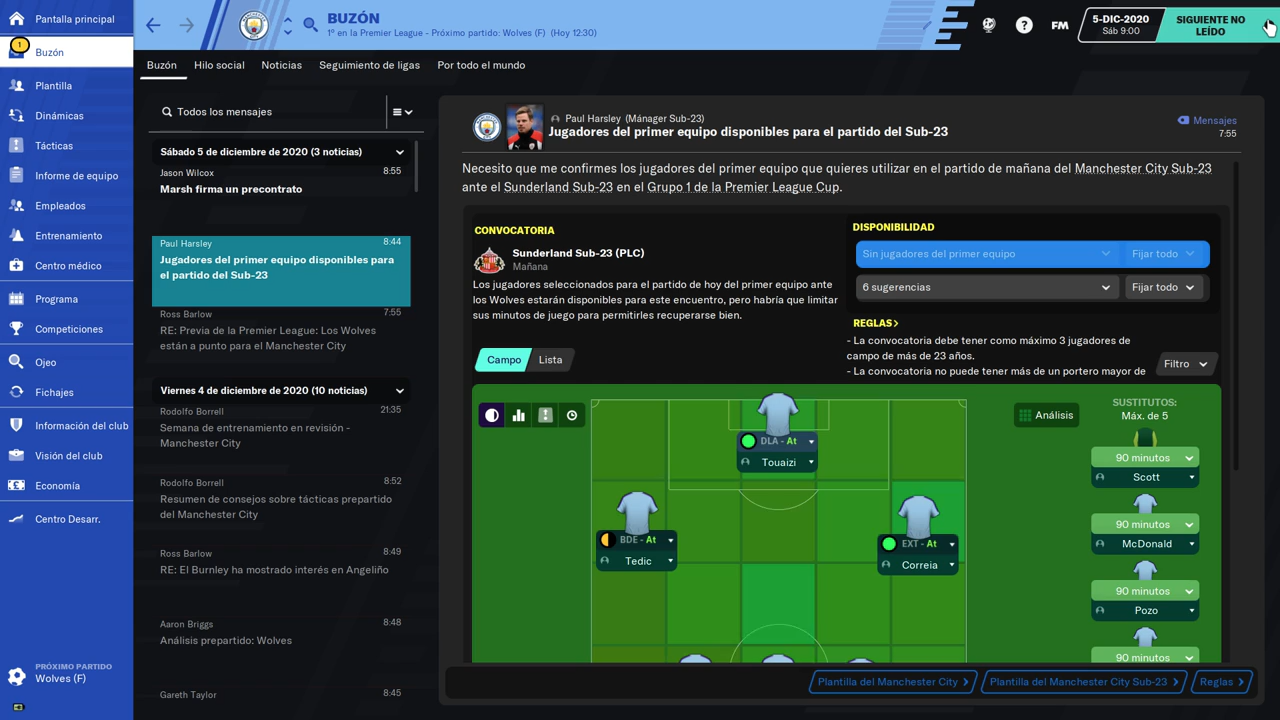 Pantalla principal
1
Buzón
Plantilla
Dinámicas
Tácticas
Informe de equipo
Empleados
Entrenamiento
Centro médico
Programa
Competiciones
Ojeo
Fichajes
Información del club
Visión del club
Economía
Centro Desarr.
PRÓXIMO PARTIDO
Wolves (F)
BUZÓN
1º en la Premier League - Próximo partido: Wolves (F) (Hoy 12:30)
FM
5-DIC-2020
Sáb 9:00
SIGUIENTE NO
LEÍDO
Buzón
Hilo social
Noticias
Seguimiento de ligas
Por todo el mundo
Todos los mensajes
Sábado 5 de diciembre de 2020 (3 noticias)
Jason Wilcox 8:55
Marsh firma un precontrato
Paul Harsley 8:44
Jugadores del primer equipo disponibles para
el partido del Sub-23
Ross Barlow 7:55
RE: Previa de la Premier League: Los Wolves
están a punto para el Manchester City
Viernes 4 de diciembre de 2020 (10 noticias)
Rodolfo Borrell 21:35
Semana de entrenamiento en revisión -
Manchester City
Rodolfo Borrell 8:52
Resumen de consejos sobre tácticas prepartido
del Manchester City
Ross Barlow 8:49
RE: El Burnley ha mostrado interés en Angeliño
Aaron Briggs 8:48
Análisis prepartido: Wolves
Gareth Taylor 8:45
Paul Harsley (Mánager Sub-23)
Jugadores del primer equipo disponibles para el partido del Sub-23
Mensajes
7:55
Necesito que me confirmes los jugadores del primer equipo que quieres utilizar en el partido de mañana del Manchester City Sub-23
ante el Sunderland Sub-23 en el Grupo 1 de la Premier League Cup.
CONVOCATORIA
Sunderland Sub-23 (PLC)
Mañana
Los jugadores seleccionados para el partido de hoy del primer equipo ante
los Wolves estarán disponibles para este encuentro, pero habría que limitar
sus minutos de juego para permitirles recuperarse bien.
DISPONIBILIDAD
Sin jugadores del primer equipo Fijar todo
6 sugerencias Fijar todo
REGLAS>
- La convocatoria debe tener como máximo 3 jugadores de
campo de más de 23 años.
- La convocatoria no puede tener más de un portero mayor de
Filtro
Campo Lista
Análisis
SUSTITUTOS:
Máx. de 5
DLA - At
Touaizi
BDE - At
Tedic
EXT - At
Correia
90 minutos
Scott
90 minutos
McDonald
90 minutos
Pozo
90 minutos
Plantilla del Manchester City >
Plantilla del Manchester City Sub-23 >
Reglas >